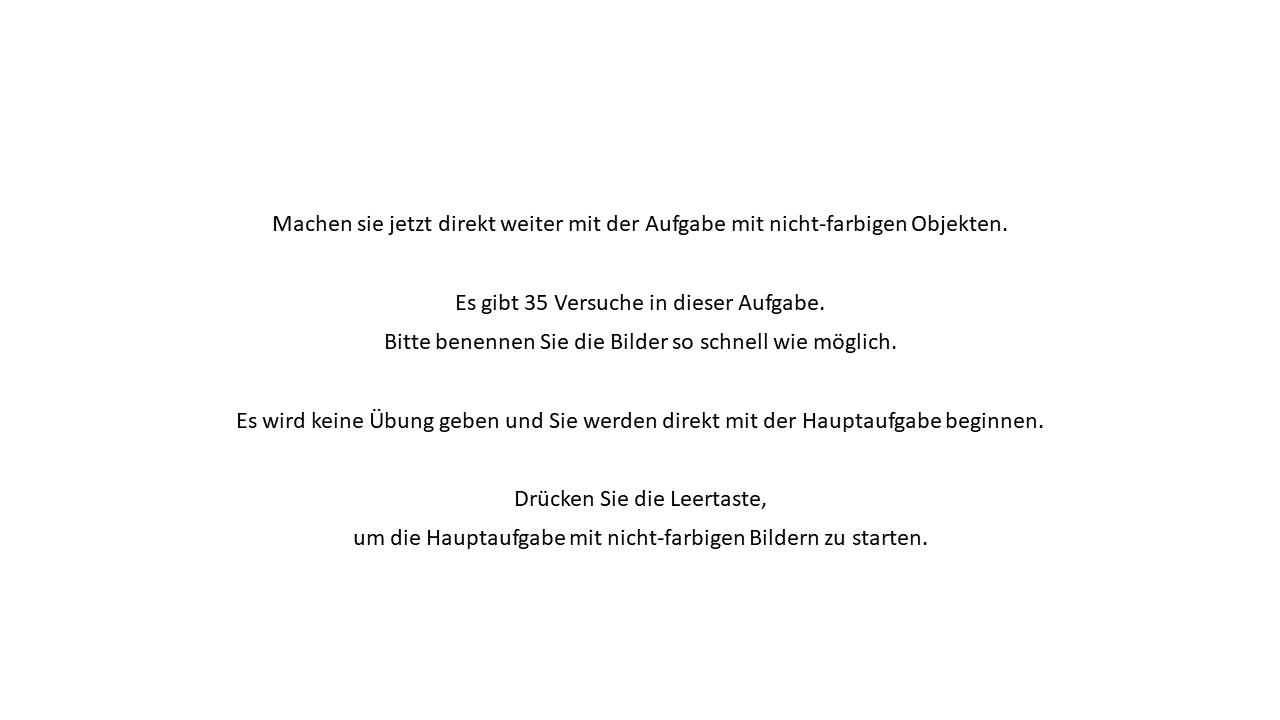 Machen sie jetzt direkt weiter mit der Aufgabe mit nicht-farbigen Objekten.
Es gibt 35 Versuche in dieser Aufgabe.
Bitte benennen Sie die Bilder so schnell wie möglich.
Es wird keine Übung geben und Sie werden direkt mit der Hauptaufgabe beginnen.
Drücken Sie die Leertaste,
um die Hauptaufgabe mit nicht-farbigen Bildern zu starten.